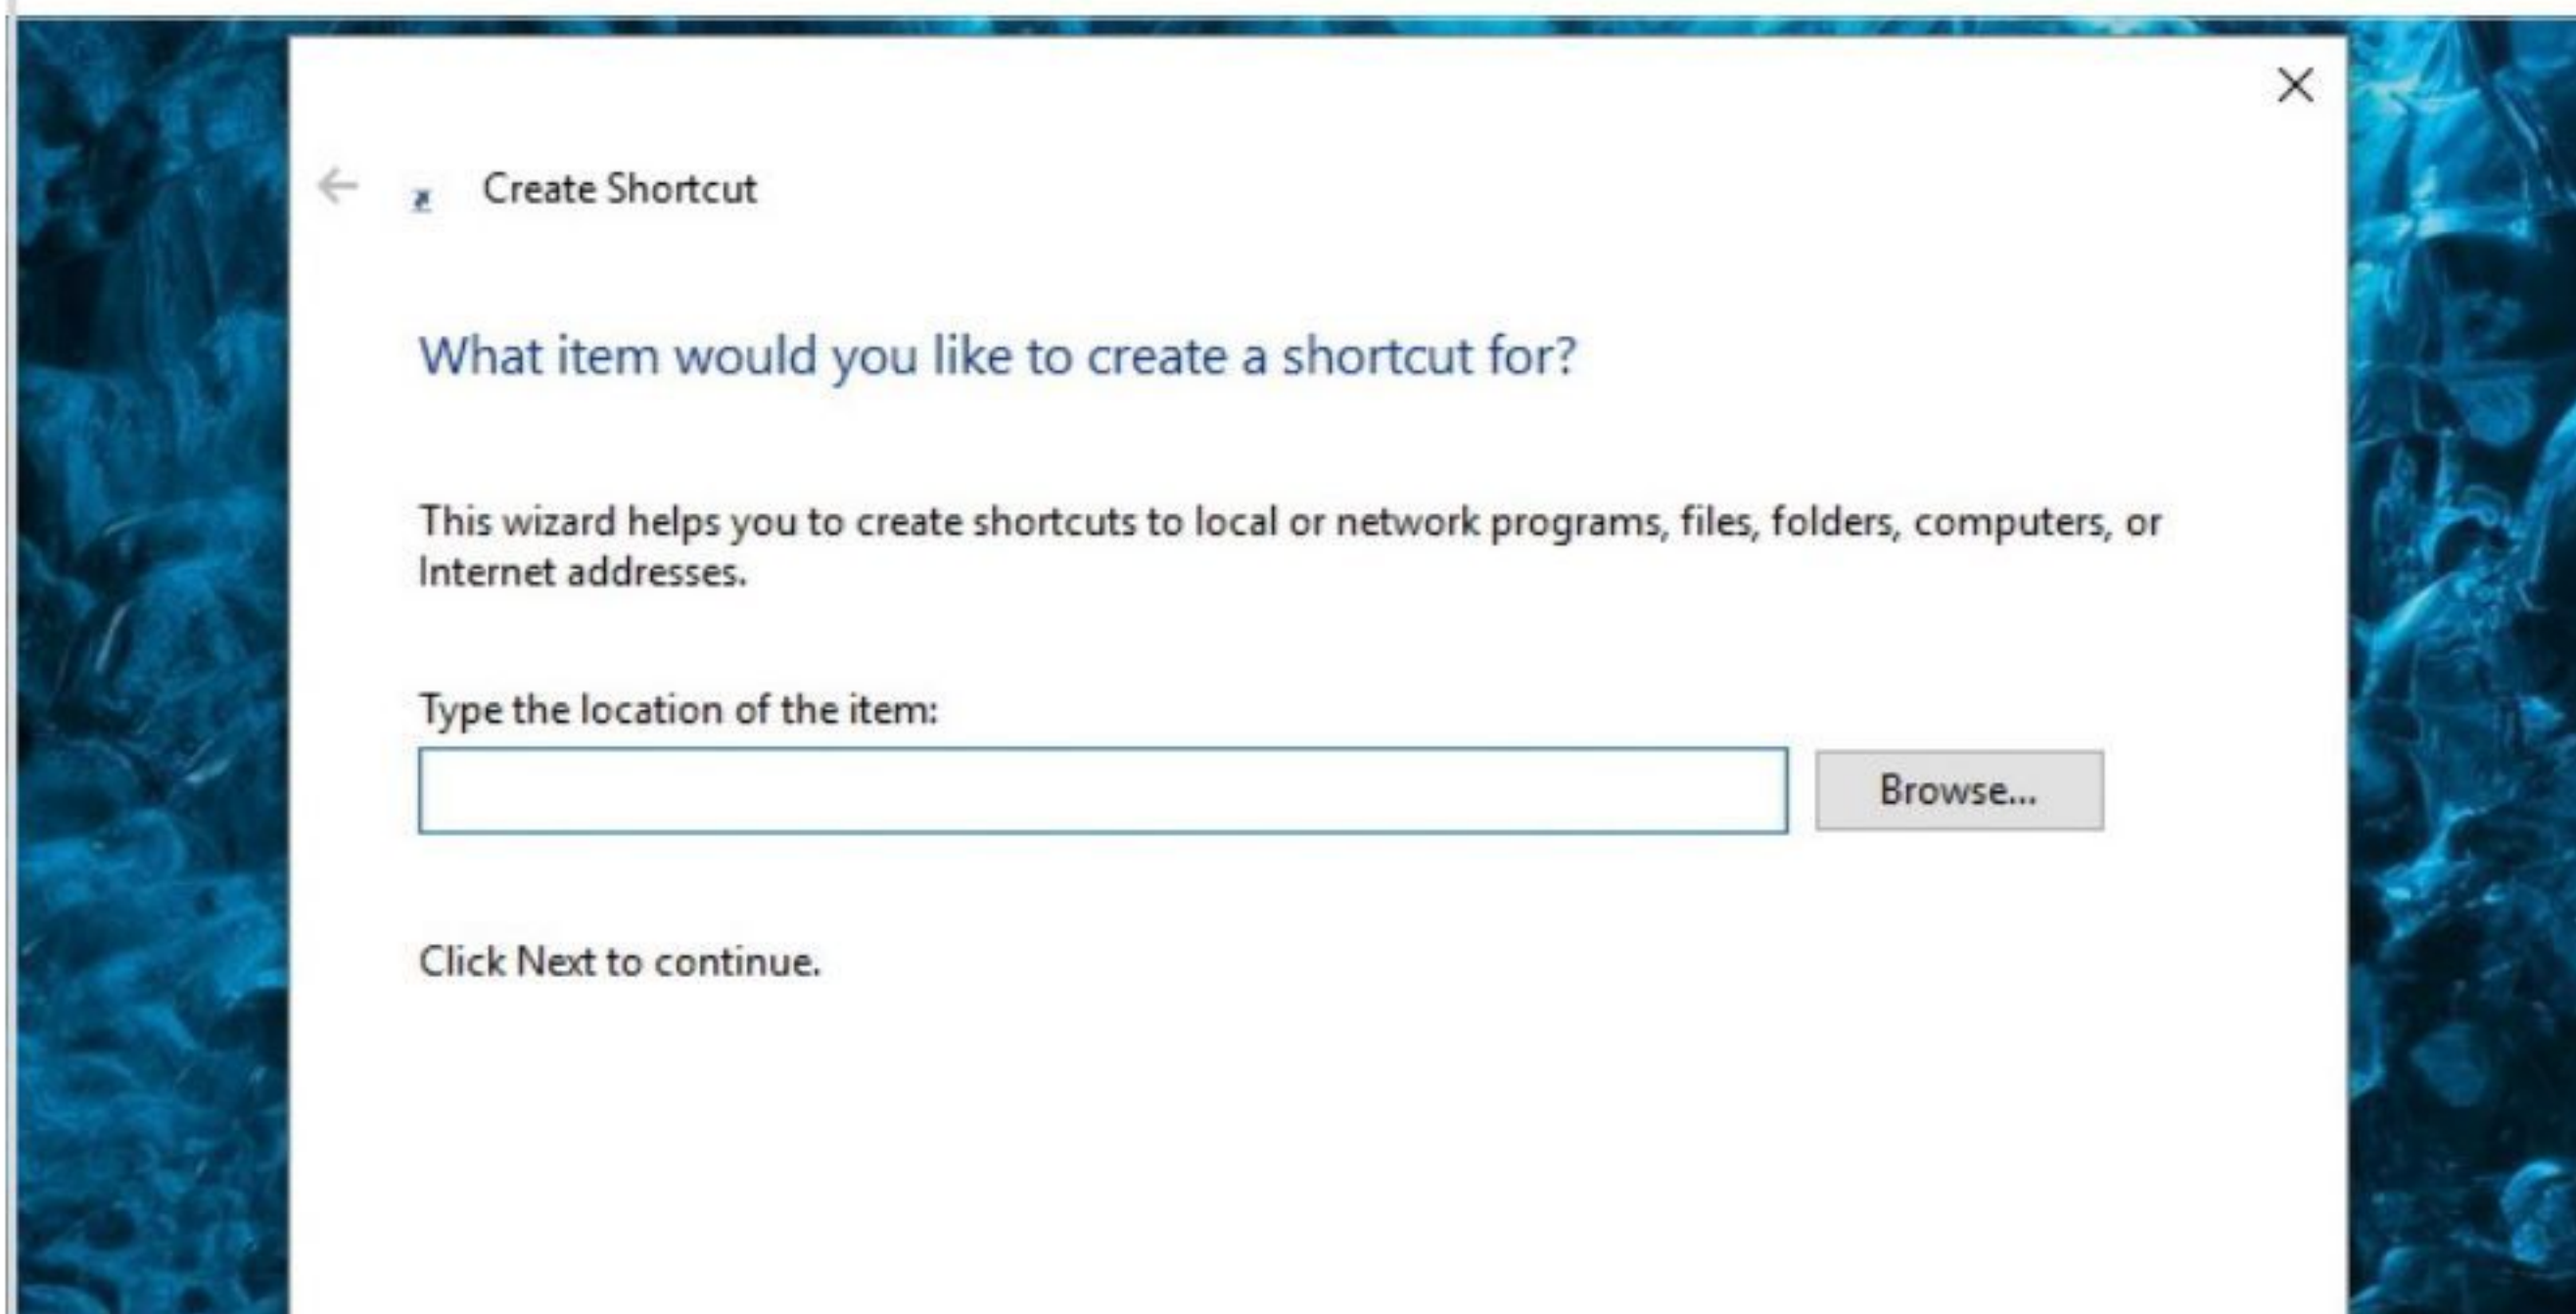 Create Shortcut
What item would you like to create a shortcut for?
This wizard helps you to create shortcuts to local or network programs, files, folders, computers, or
Internet addresses.
Type the location of the item:
Browse...
Click Next to continue.